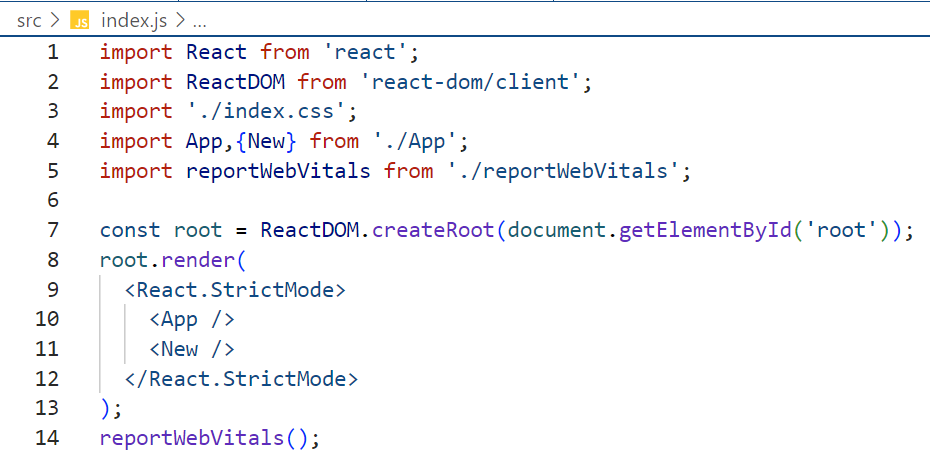 src > JS index.js > ...
1 import React from 'react';
2 import ReactDOM from 'react-dom/client';
3 import './index.css';
4 import App,{New} from './App';
5 import reportWebVitals from './reportWebVitals';
6
7 const root = ReactDOM.createRoot(document.getElementById('root'));
8 root.render(
9   <React.StrictMode>
10     <App />
11     <New />
12   </React.StrictMode>
13 );
14 reportWebVitals();